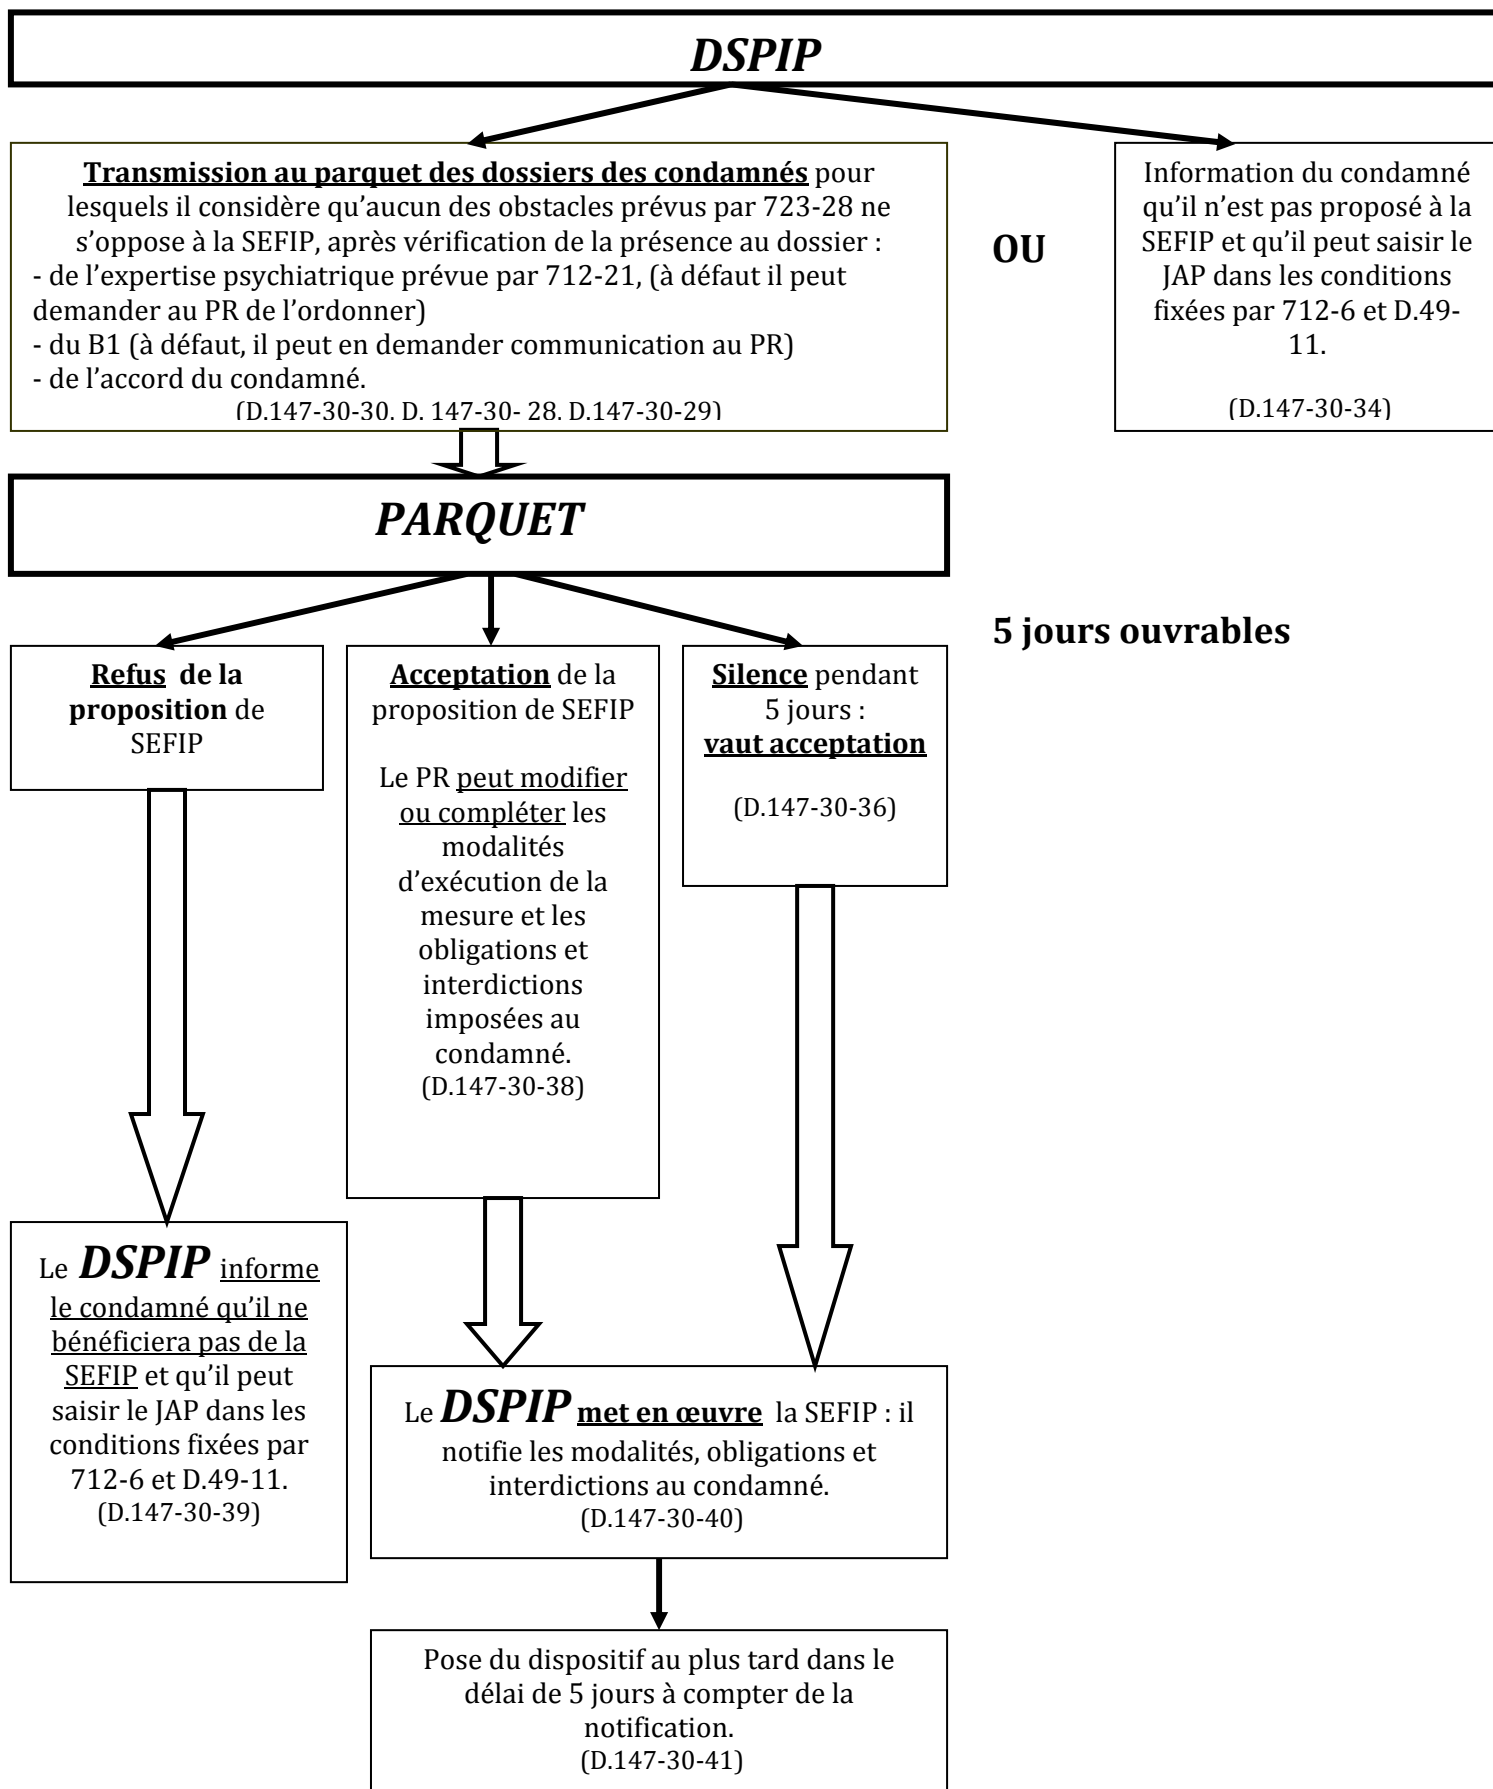 DSPIP
Transmission au parquet des dossiers des condamnés pour
lesquels il considère qu’aucun des obstacles prévus par 723-28 ne
s’oppose à la SEFIP, après vérification de la présence au dossier :
- de l’expertise psychiatrique prévue par 712-21, (à défaut il peut
demander au PR de l’ordonner)
- du B1 (à défaut, il peut en demander communication au PR)
- de l’accord du condamné.
(D.147-30-30, D. 147-30- 28, D.147-30-29)
OU
Information du condamné
qu’il n’est pas proposé à la
SEFIP et qu’il peut saisir le
JAP dans les conditions
fixées par 712-6 et D.49-
11.
(D.147-30-34)
PARQUET
5 jours ouvrables
Refus de la
proposition de
SEFIP
Acceptation de la
proposition de SEFIP
Le PR peut modifier
ou compléter les
modalités
d’exécution de la
mesure et les
obligations et
interdictions
imposées au
condamné.
(D.147-30-38)
Silence pendant
5 jours :
vaut acceptation
(D.147-30-36)
Le DSPIP informe
le condamné qu’il ne
bénéficiera pas de la
SEFIP et qu’il peut
saisir le JAP dans les
conditions fixées par
712-6 et D.49-11.
(D.147-30-39)
Le DSPIP met en œuvre la SEFIP : il
notifie les modalités, obligations et
interdictions au condamné.
(D.147-30-40)
Pose du dispositif au plus tard dans le
délai de 5 jours à compter de la
notification.
(D.147-30-41)